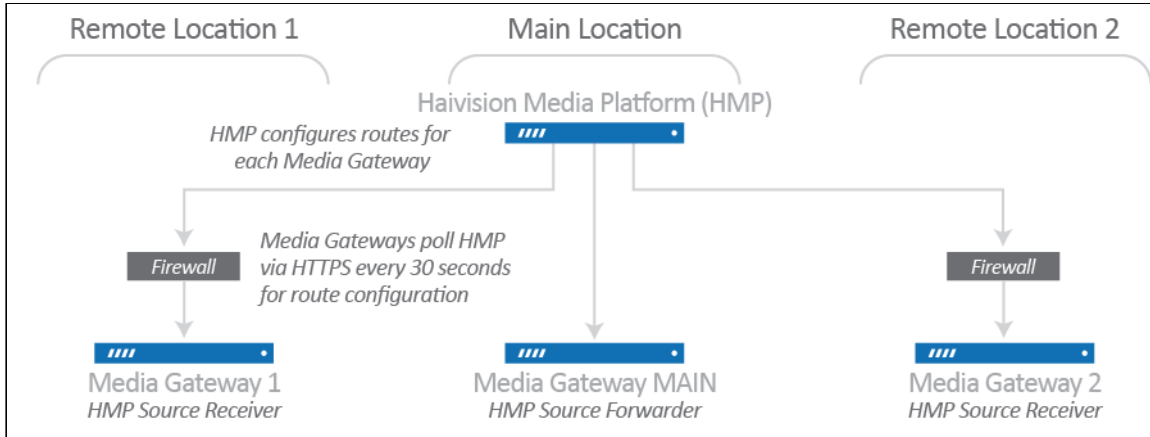 Remote Location 1
Main Location
Remote Location 2
Haivision Media Platform (HMP)
HMP configures routes for
each Media Gateway
Media Gateways poll HMP
via HTTPS every 30 seconds
for route configuration
Firewall
Firewall
Media Gateway 1
HMP Source Receiver
Media Gateway MAIN
HMP Source Forwarder
Media Gateway 2
HMP Source Receiver